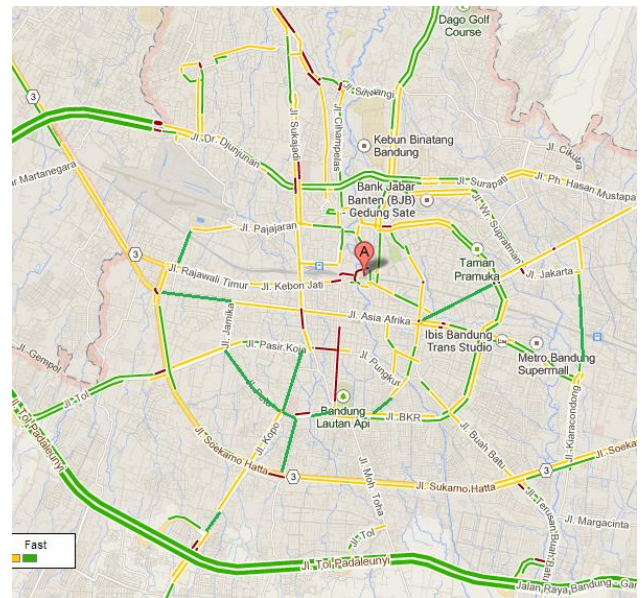 Dago Golf
Course
Jl. Siliwangi
3
Jl. Sukajadi
Jl. Cihampelas
Kebun Binatang
Bandung
Jl. Cikutra
Jl. Dr. Djunjunan
Jl. Surapati
Jl. Ph. Hasan Mustapa
Martanegara
Bank Jabar
Banten (BJB)
Gedung Sate
Jl. Wr. Supratman
Jl. Pajajaran
Taman
Pramuka
A
3
Jl. Rajawali Timur
Jl. Kebon Jati
Jl. Jakarta
Jl. Asia Afrika
Jl. Jamika
Ibis Bandung
Trans Studio
Jl. Gempol
Jl. Pasir Koja
Jl. Pungkur
Metro Bandung
Supermall
Jl. Peta
Jl. Tol
Jl. Kopo
Bandung
Lautan Api
Jl. BKR
Jl. Kiaracondong
Jl. Tol Padaleunyi
Jl. Soekarno Hatta
Jl. Buah Batu
Jl. Soeka
3
3
Jl. Moh. Toha
Jl. Sukarno Hatta
Jl. Terusan Buah Batu
Jl. Margacinta
Jl. Tol
Fast
Jl. Tol Padaleunyi
Jalan Raya Bandung - Gar